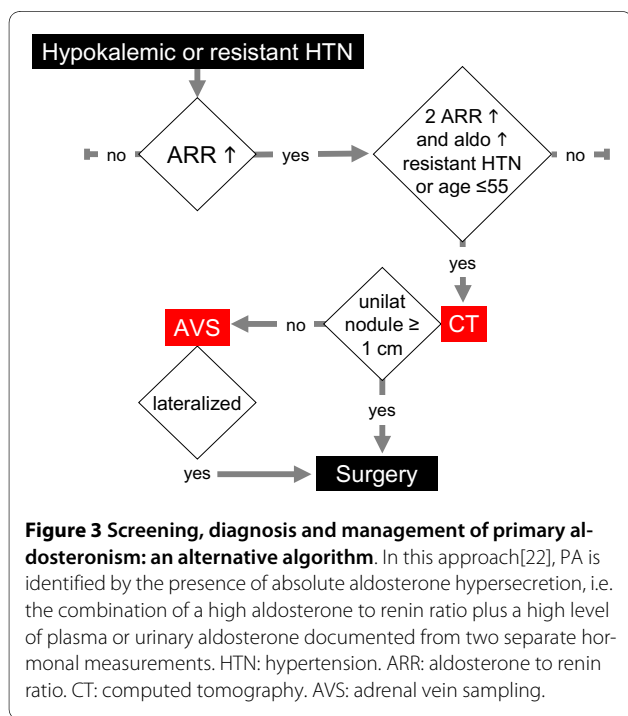 Hypokalemic or resistant HTN
no
ARR ↑
yes
2 ARR ↑
and aldo ↑
resistant HTN
or age ≤55
no
yes
CT
unilat
nodule ≥
1 cm
no
AVS
yes
lateralized
yes
Surgery
Figure 3 Screening, diagnosis and management of primary al-
dosteronism: an alternative algorithm. In this approach[22], PA is
identified by the presence of absolute aldosterone hypersecretion, i.e.
the combination of a high aldosterone to renin ratio plus a high level
of plasma or urinary aldosterone documented from two separate hor-
monal measurements. HTN: hypertension. ARR: aldosterone to renin
ratio. CT: computed tomography. AVS: adrenal vein sampling.